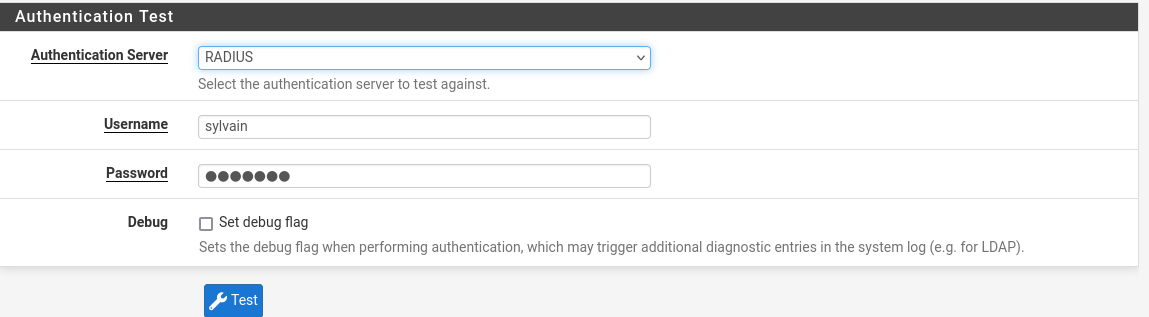 Authentication Test
Authentication Server
RADIUS
Select the authentication server to test against.
Username
sylvain
Password
●●●●●●●
Debug
Set debug flag
Sets the debug flag when performing authentication, which may trigger additional diagnostic entries in the system log (e.g. for LDAP).
Test